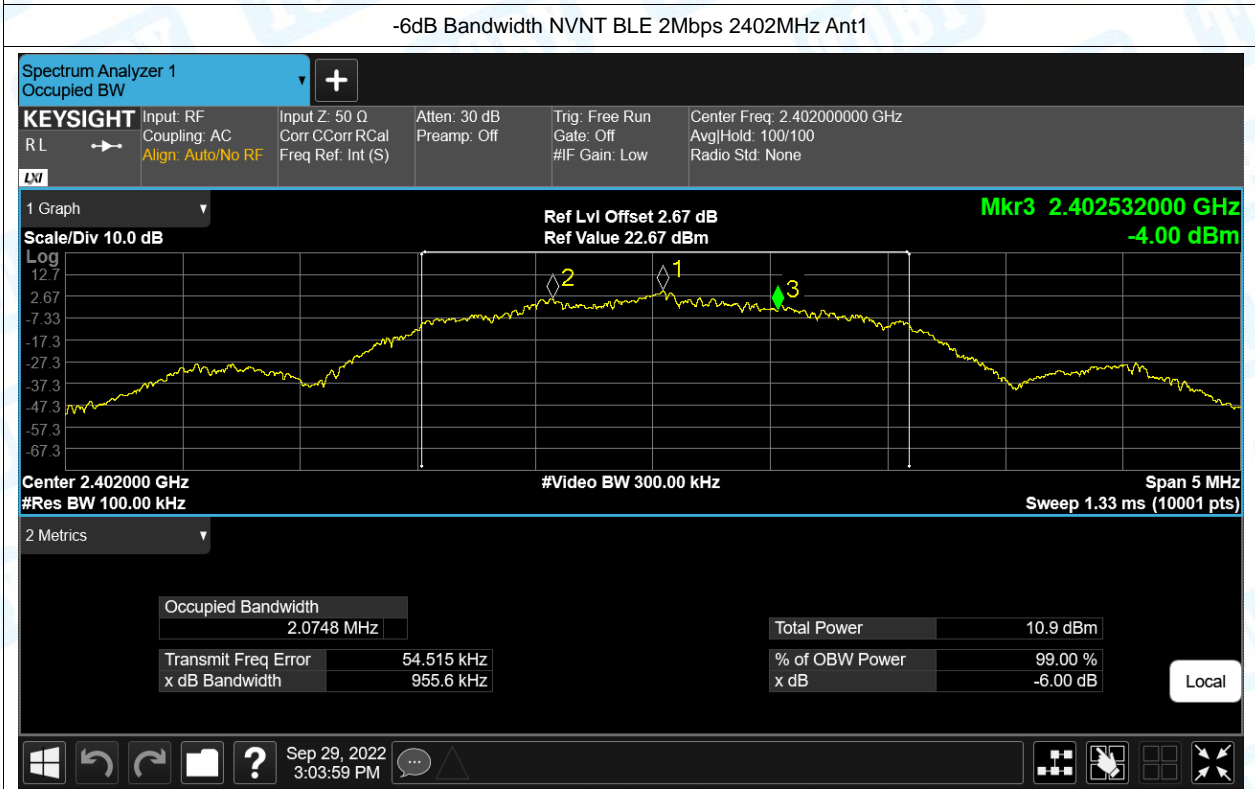 -6dB Bandwidth NVNT BLE 2Mbps 2402MHz Ant1
Spectrum Analyzer 1
Occupied BW
KEYSIGHT Input: RF Input Z: 50 Ω Atten: 30 dB Trig: Free Run Center Freq: 2.402000000 GHz
R L Coupling: AC Corr CCorr RCal Preamp: Off Gate: Off Avg|Hold: 100/100
Align: Auto/No RF Freq Ref: Int (S) #IF Gain: Low Radio Std: None
LXI
1 Graph Ref Lvl Offset 2.67 dB Mkr3 2.402532000 GHz
Scale/Div 10.0 dB Ref Value 22.67 dBm -4.00 dBm
Log
12.7
2.67
-7.33
-17.3
-27.3
-37.3
-47.3
-57.3
-67.3
2 1 3
Center 2.402000 GHz #Video BW 300.00 kHz Span 5 MHz
#Res BW 100.00 kHz Sweep 1.33 ms (10001 pts)
2 Metrics
Occupied Bandwidth
2.0748 MHz Total Power 10.9 dBm
Transmit Freq Error 54.515 kHz % of OBW Power 99.00 %
x dB Bandwidth 955.6 kHz x dB -6.00 dB
Local
Sep 29, 2022
3:03:59 PM